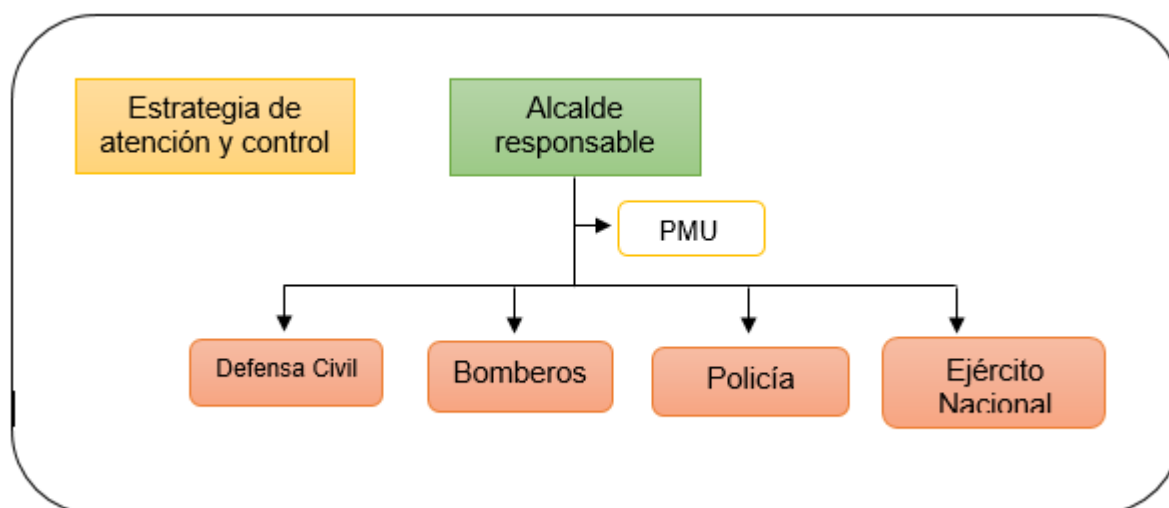 Estrategia de
atención y control
Alcalde
responsable
PMU
Defensa Civil
Bomberos
Policía
Ejército
Nacional